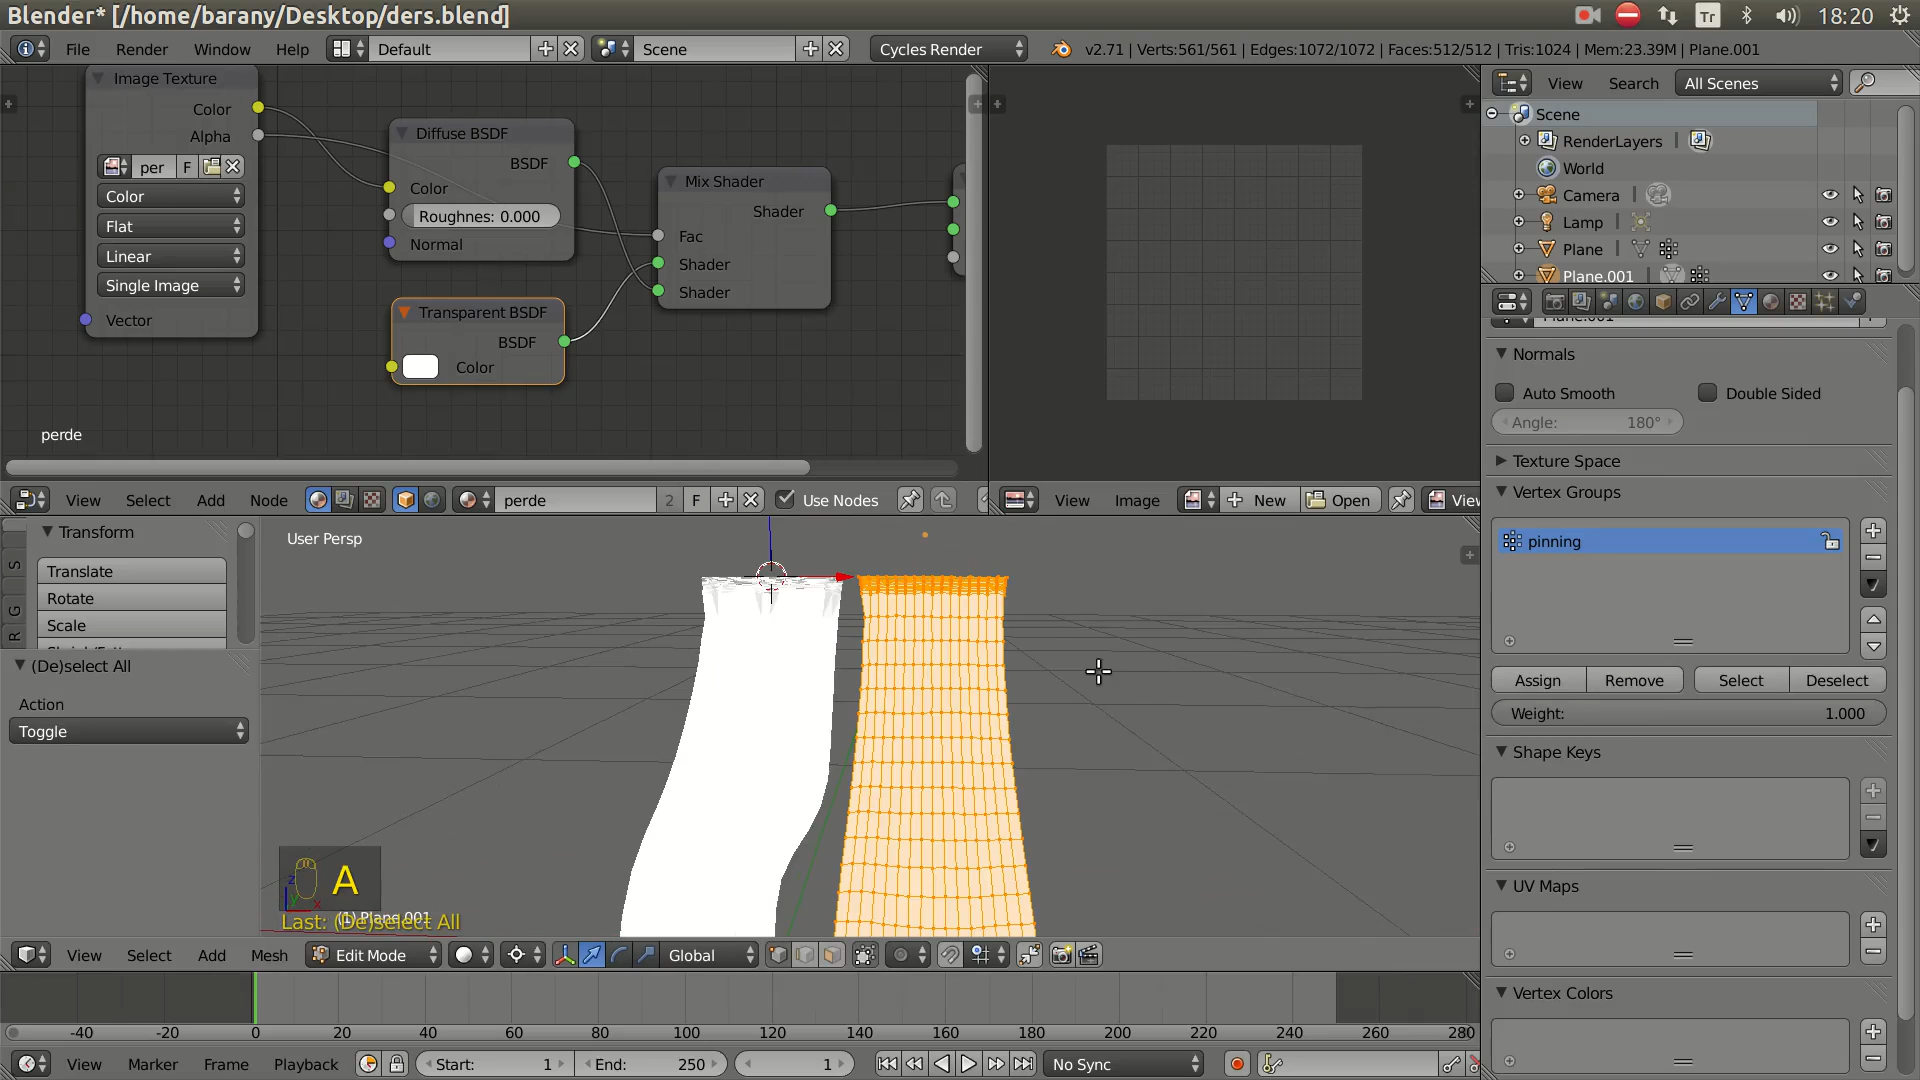 Blender* [/home/barany/Desktop/ders.blend]
Tr
18:20
File
Render
Window
Help
Default
Scene
Cycles Render
v2.71 | Verts:561/561 | Edges:1072/1072 | Faces:512/512 | Tris:1024 | Mem:23.39M | Plane.001
Image Texture
Color
Alpha
per
F
Color
Flat
Linear
Single Image
Vector
Diffuse BSDF
BSDF
Color
Roughness: 0.000
Normal
Transparent BSDF
BSDF
Color
Mix Shader
Shader
Fac
Shader
Shader
perde
View
Select
Add
Node
perde
2
F
Use Nodes
View
Image
New
Open
View
View
Search
All Scenes
Scene
RenderLayers
World
Camera
Lamp
Plane
Plane.001
Plane.001
Normals
Auto Smooth
Double Sided
Angle: 180°
Texture Space
Vertex Groups
pinning
Assign
Remove
Select
Deselect
Weight: 1.000
Shape Keys
UV Maps
Vertex Colors
Transform
Translate
Rotate
Scale
S
G
R
(De)select All
Action
Toggle
User Persp
A
(1) Plane.001
Last: (De)select All
View
Select
Add
Mesh
Edit Mode
Global
-40 -20 0 20 40 60 80 100 120 140 160 180 200 220 240 260 280
View
Marker
Frame
Playback
Start: 1
End: 250
1
No Sync